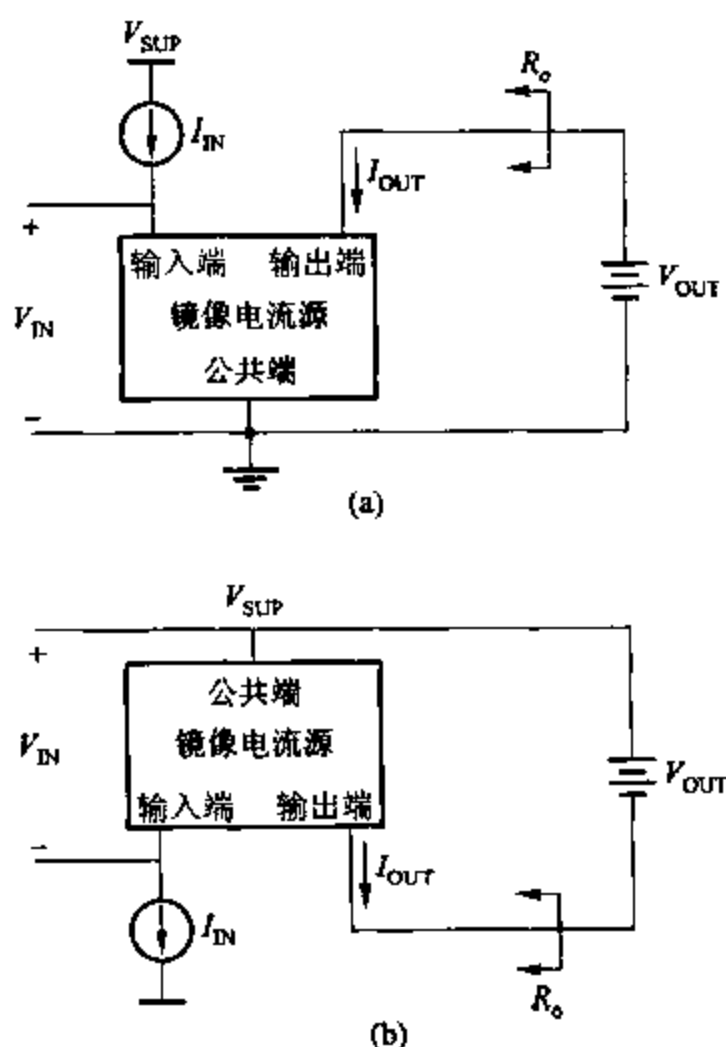 V_SUP
R_o
I_IN
I_OUT
+
输入端 输出端
V_OUT
V_IN
镜像电流源
公共端
−
(a)
V_SUP
+
公共端
V_IN
镜像电流源
V_OUT
输入端 输出端
−
I_OUT
I_IN
R_o
(b)